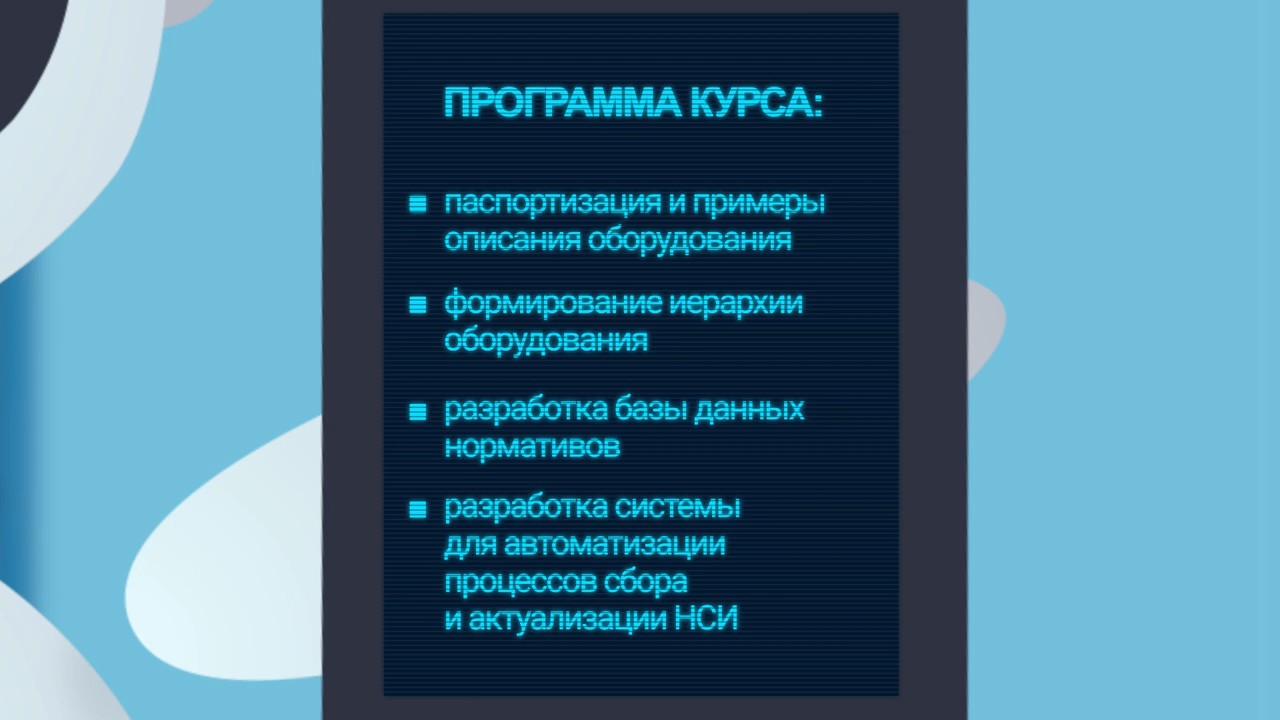 ПРОГРАММА КУРСА:
паспортизация и примеры
описания оборудования
формирование иерархии
оборудования
разработка базы данных
нормативов
разработка системы
для автоматизации
процессов сбора
и актуализации НСИ